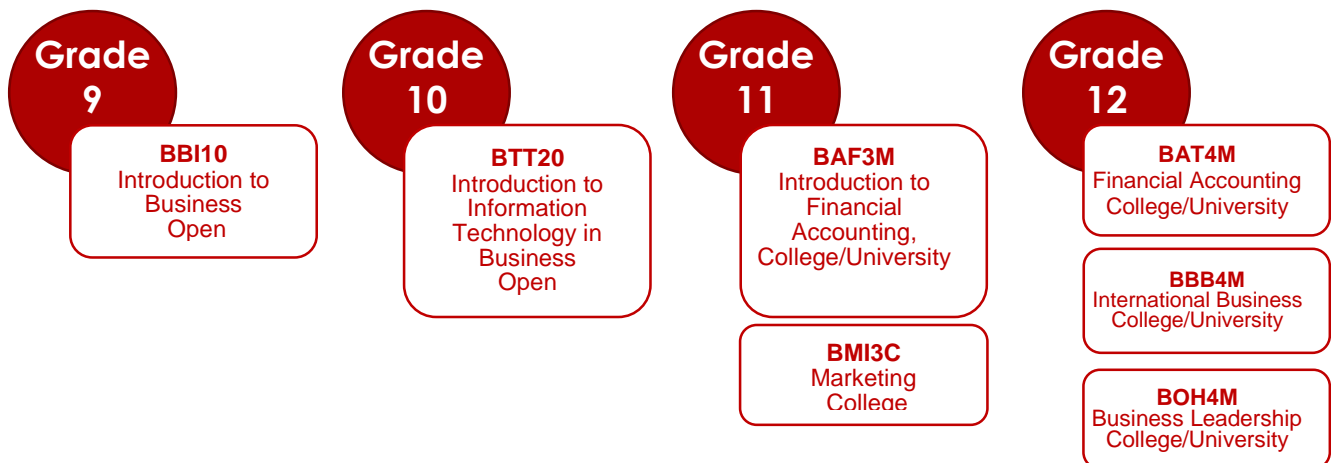 Grade
9
BBI10
Introduction to
Business
Open
Grade
10
BTT20
Introduction to
Information
Technology in
Business
Open
Grade
11
BAF3M
Introduction to
Financial
Accounting,
College/University
BMI3C
Marketing
College
Grade
12
BAT4M
Financial Accounting
College/University
BBB4M
International Business
College/University
BOH4M
Business Leadership
College/University